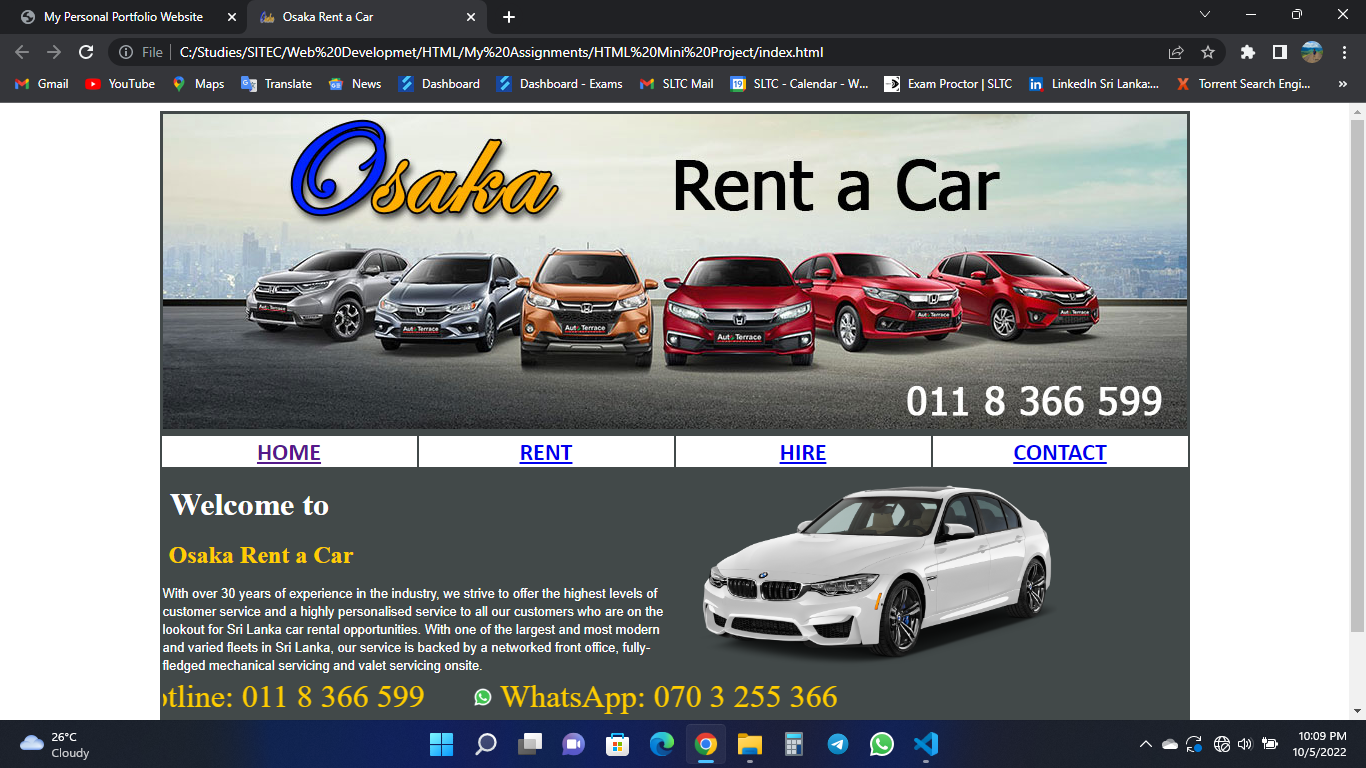 My Personal Portfolio Website
Osaka Rent a Car
File
C:/Studies/SITEC/Web%20Developmet/HTML/My%20Assignments/HTML%20Mini%20Project/index.html
Gmail
YouTube
Maps
Translate
News
Dashboard
Dashboard - Exams
SLTC Mail
SLTC - Calendar - W...
Exam Proctor | SLTC
LinkedIn Sri Lanka:...
Torrent Search Engi...
»
Osaka
Rent a Car
Auto Terrace
Auto Terrace
Auto Terrace
Auto Terrace
Auto Terrace
Auto Terrace
011 8 366 599
HOME
RENT
HIRE
CONTACT
Welcome to
Osaka Rent a Car
With over 30 years of experience in the industry, we strive to offer the highest levels of
customer service and a highly personalised service to all our customers who are on the
lookout for Sri Lanka car rental opportunities. With one of the largest and most modern
and varied fleets in Sri Lanka, our service is backed by a networked front office, fully-
fledged mechanical servicing and valet servicing onsite.
otline: 011 8 366 599 WhatsApp: 070 3 255 366
26°C
Cloudy
10:09 PM
10/5/2022